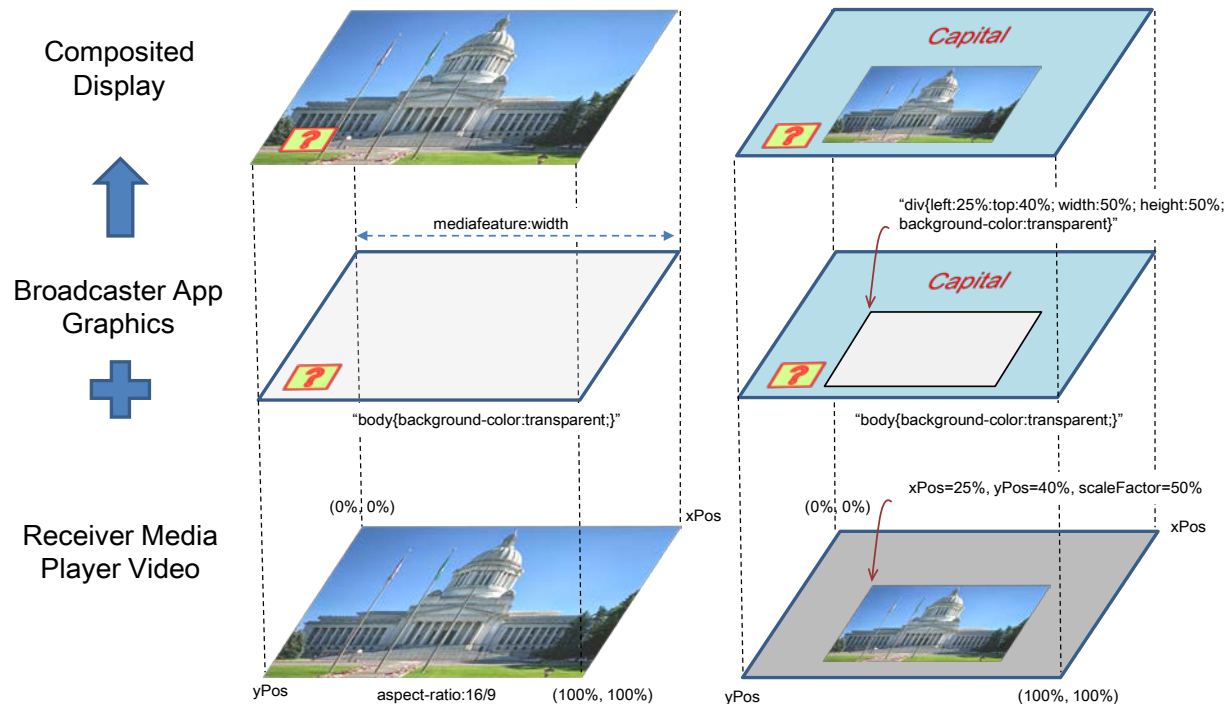 Composited
Display
?
Capital
?
mediafeature:width
“div{left:25%:top:40%; width:50%; height:50%;
background-color:transparent}”
Broadcaster App
Graphics
?
Capital
?
“body{background-color:transparent;}”
“body{background-color:transparent;}”
Receiver Media
Player Video
(0%, 0%)
xPos
yPos
aspect-ratio:16/9
(100%, 100%)
xPos=25%, yPos=40%, scaleFactor=50%
(0%, 0%)
xPos
yPos
(100%, 100%)